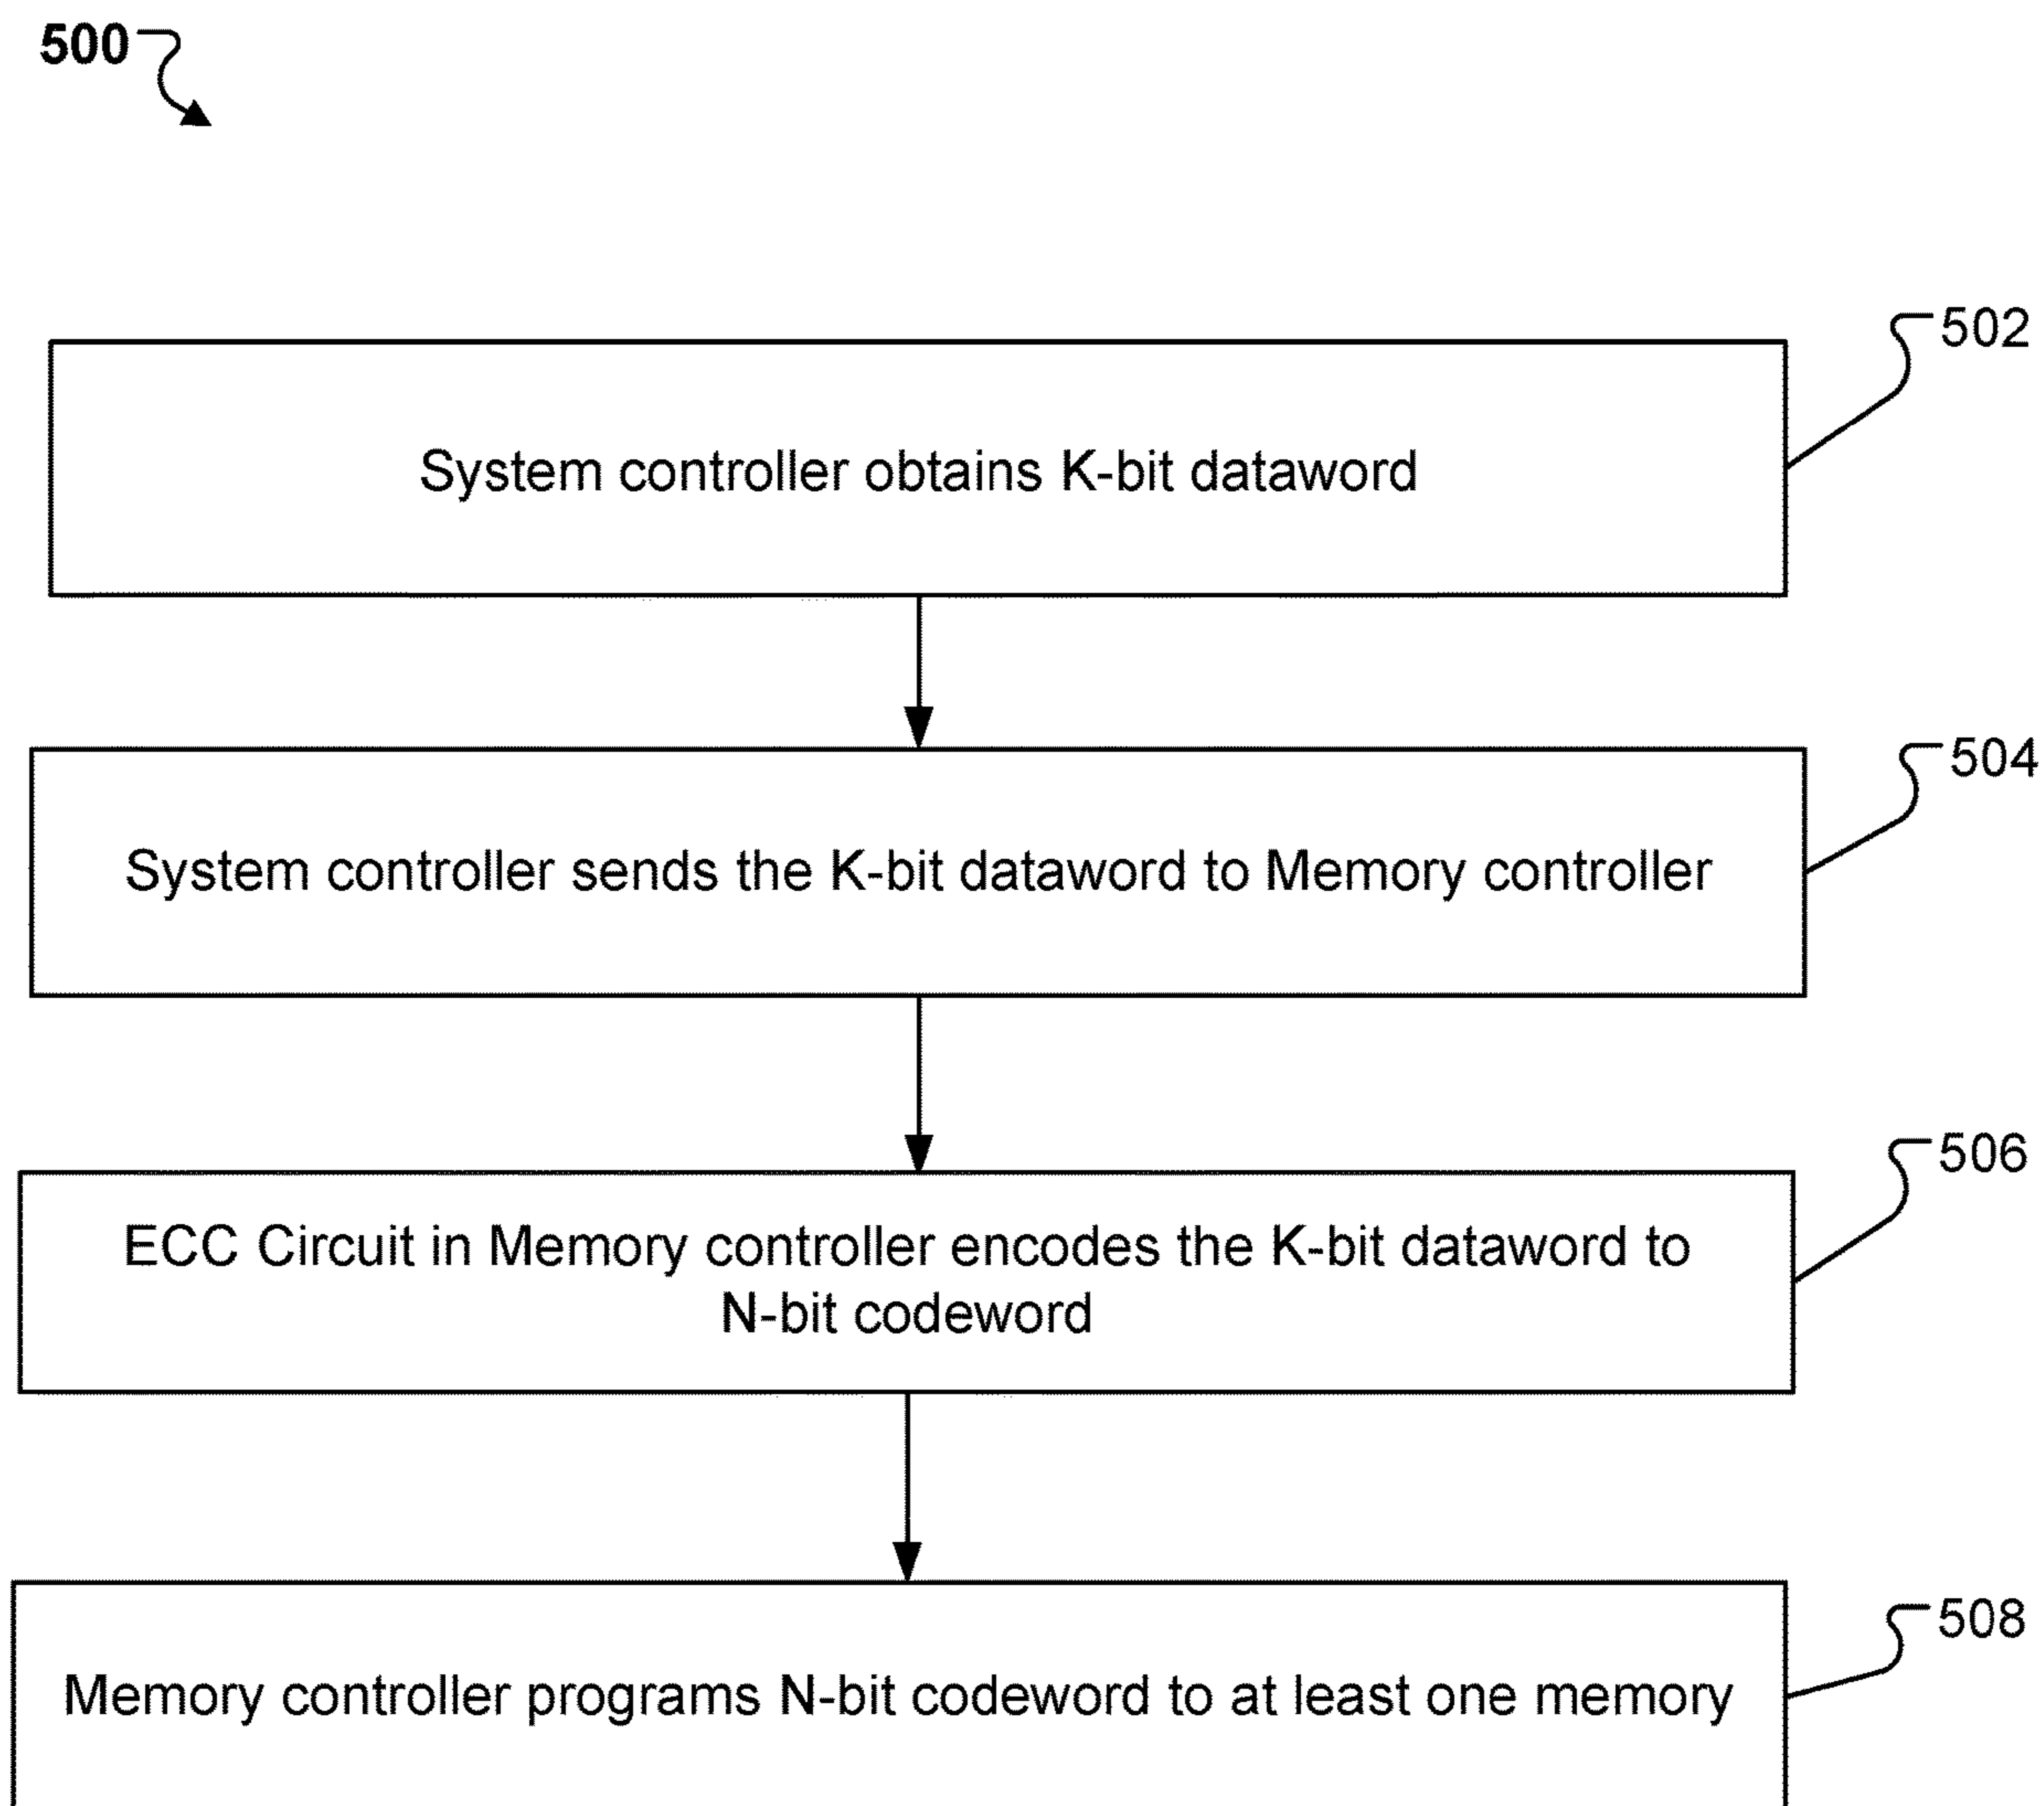 500
502
System controller obtains K-bit dataword
504
System controller sends the K-bit dataword to Memory controller
506
ECC Circuit in Memory controller encodes the K-bit dataword to
N-bit codeword
508
Memory controller programs N-bit codeword to at least one memory